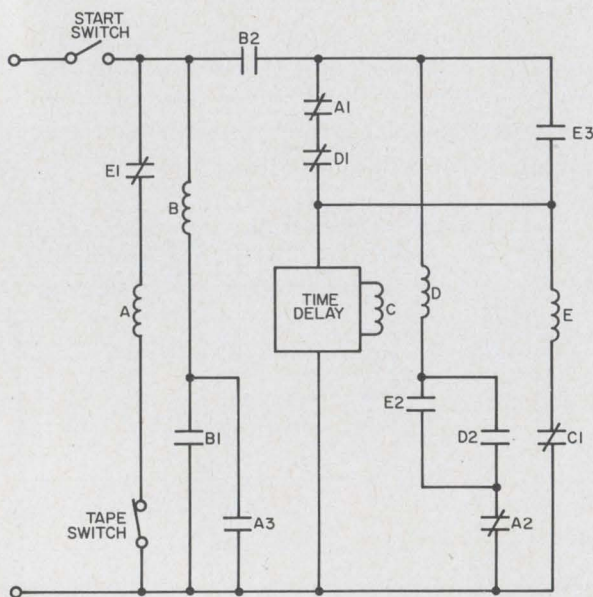 START
SWITCH
B2
A1
E3
E1
D1
B
TIME
DELAY
C
D
E
A
E2
B1
D2
C1
TAPE
SWITCH
A3
A2